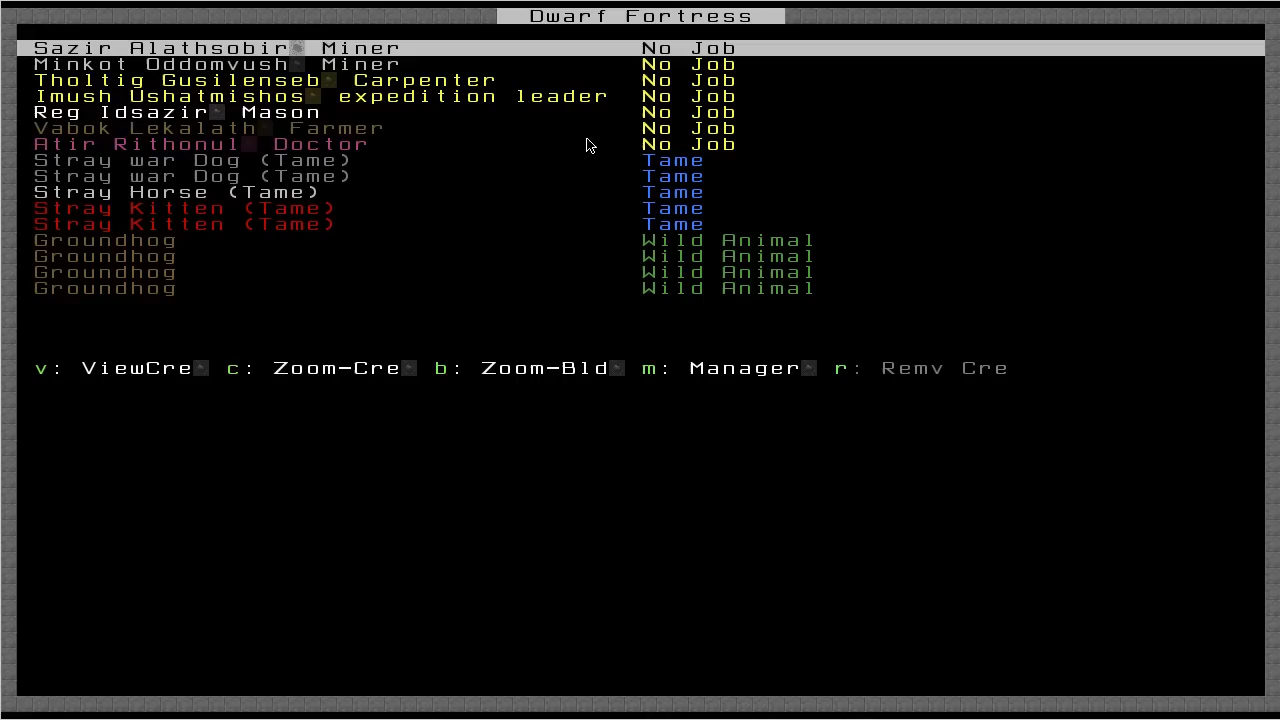 Dwarf Fortress
Sazir Alathsobir Miner No Job
Minkot Oddomvush Miner No Job
Tholtig Gusilenseb Carpenter No Job
Imush Ushatmishos expedition leader No Job
Reg Idsazir Mason No Job
Vabok Lekalath Farmer No Job
Atir Rithonul Doctor No Job
Stray war Dog (Tame) Tame
Stray war Dog (Tame) Tame
Stray Horse (Tame) Tame
Stray Kitten (Tame) Tame
Stray Kitten (Tame) Tame
Groundhog Wild Animal
Groundhog Wild Animal
Groundhog Wild Animal
Groundhog Wild Animal
v: ViewCre c: Zoom-Cre b: Zoom-Bld m: Manager r: Remv Cre